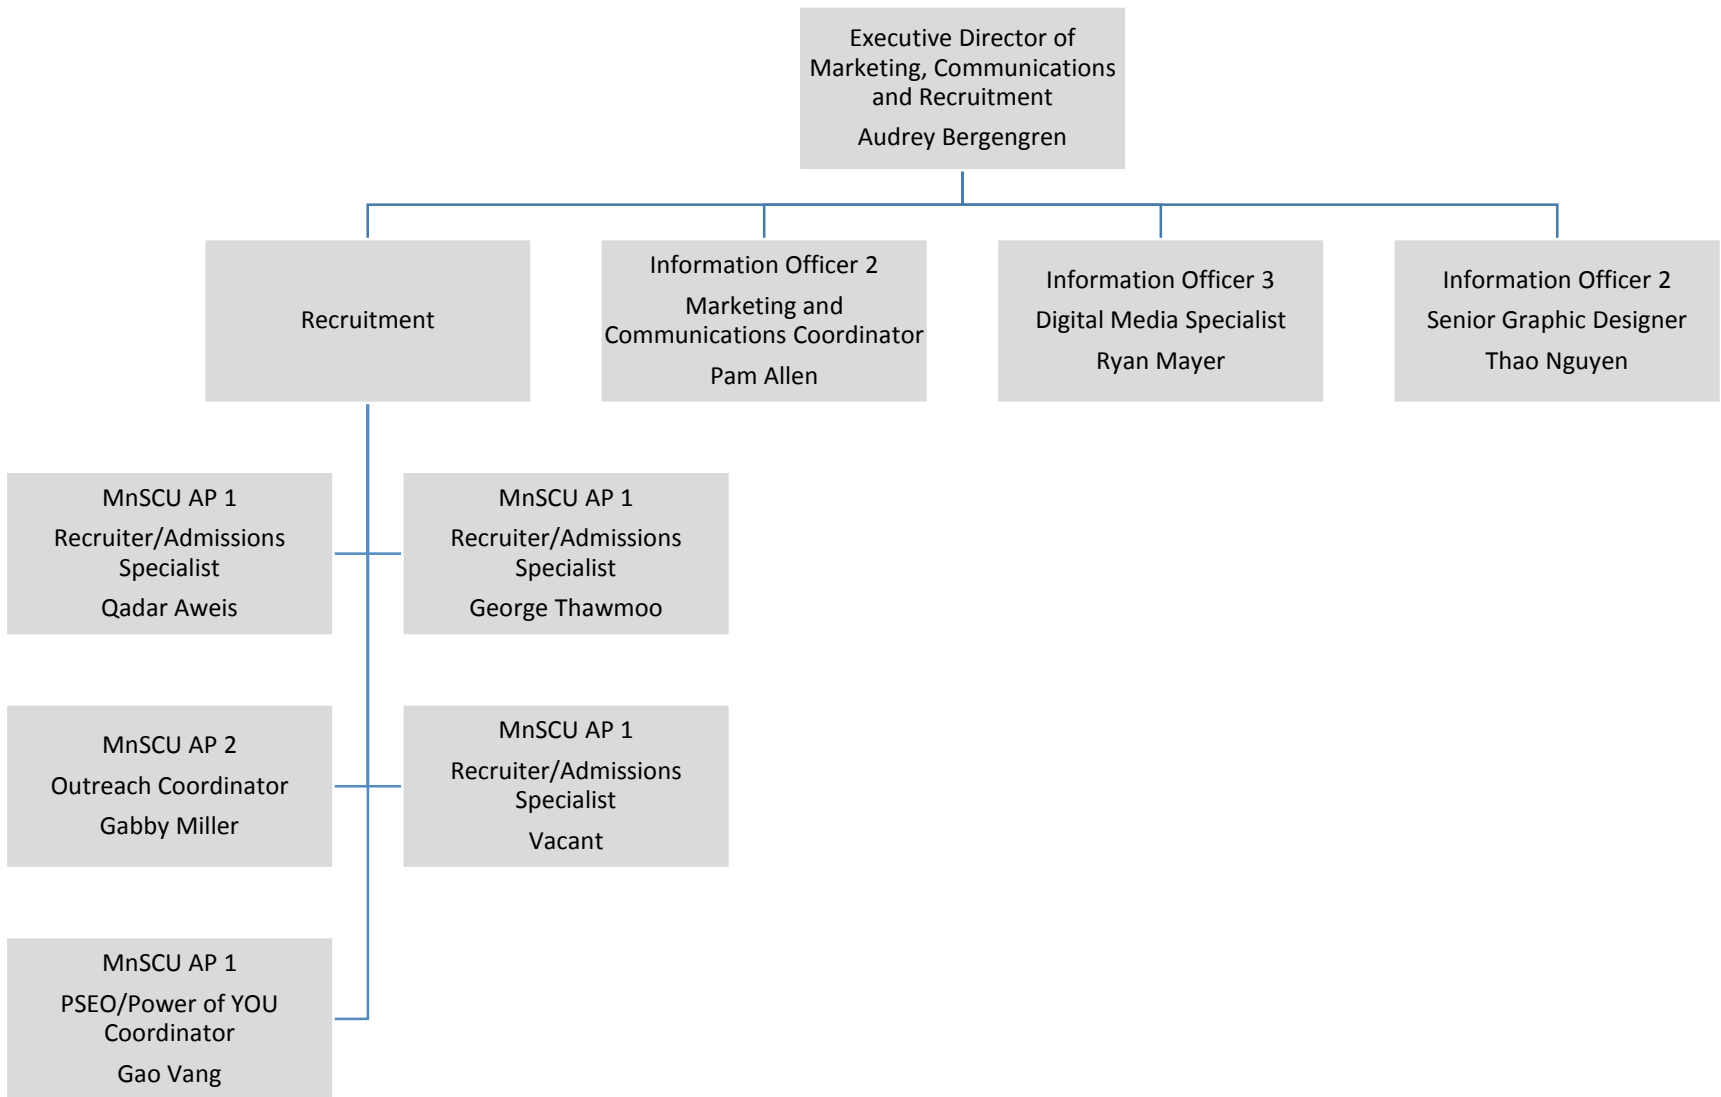 Executive Director of
Marketing, Communications
and Recruitment
Audrey Bergengren
Recruitment
Information Officer 2
Marketing and
Communications Coordinator
Pam Allen
Information Officer 3
Digital Media Specialist
Ryan Mayer
Information Officer 2
Senior Graphic Designer
Thao Nguyen
MnSCU AP 1
Recruiter/Admissions
Specialist
Qadar Aweis
MnSCU AP 1
Recruiter/Admissions
Specialist
George Thawmoo
MnSCU AP 2
Outreach Coordinator
Gabby Miller
MnSCU AP 1
Recruiter/Admissions
Specialist
Vacant
MnSCU AP 1
PSEO/Power of YOU
Coordinator
Gao Vang